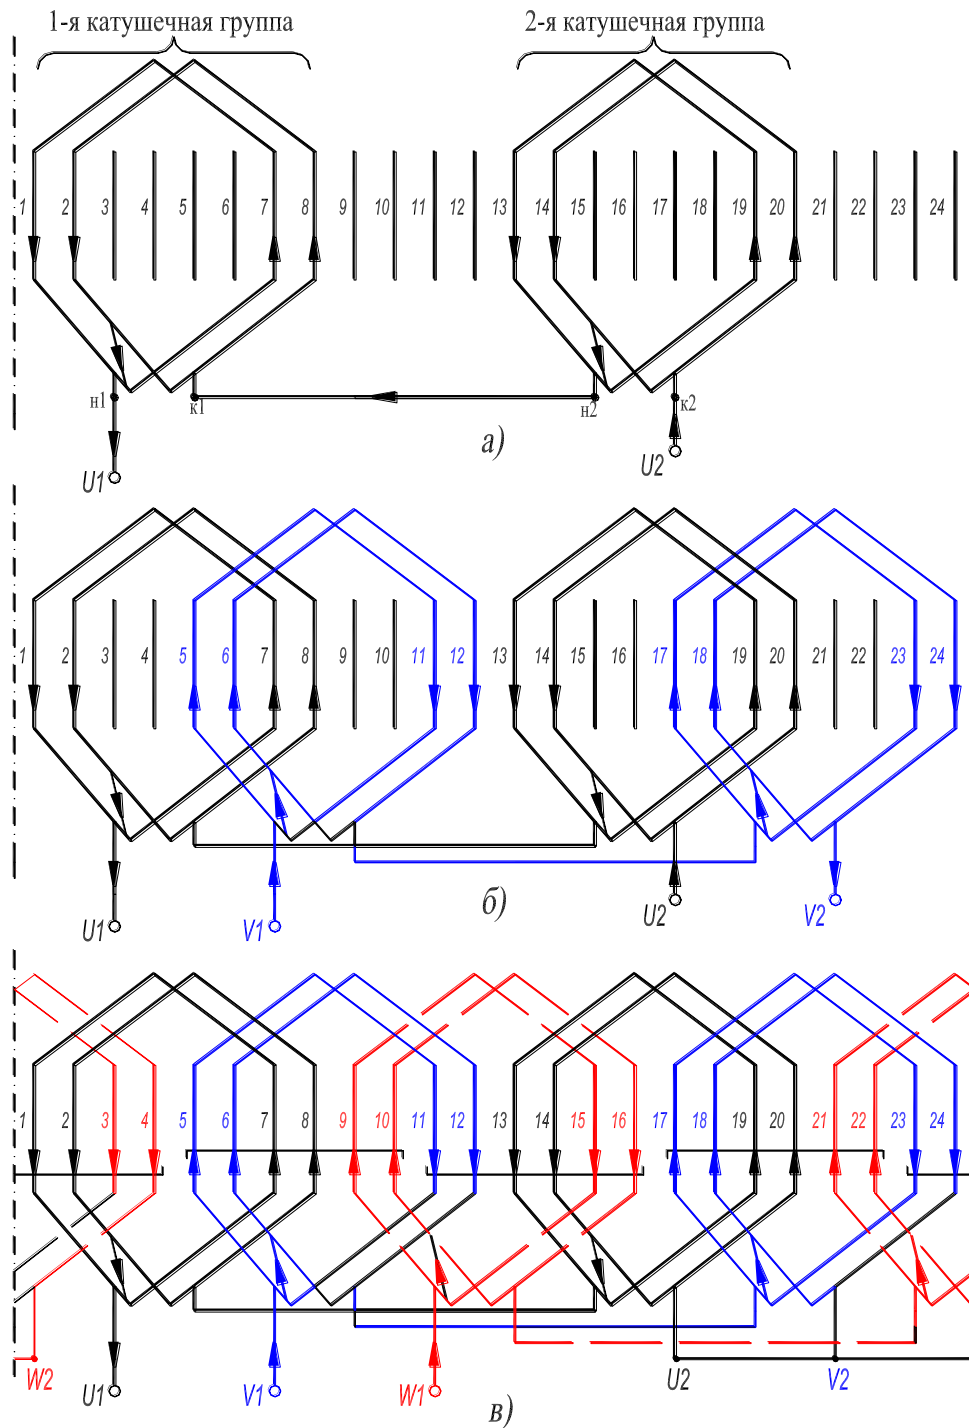 1-я катушечная группа 2-я катушечная группа
1 2 3 4 5 6 7 8 9 10 11 12 13 14 15 16 17 18 19 20 21 22 23 24
н1 к1 н2 к2
а)
U1 U2
1 2 3 4 5 6 7 8 9 10 11 12 13 14 15 16 17 18 19 20 21 22 23 24
U1 V1 б) U2 V2
1 2 3 4 5 6 7 8 9 10 11 12 13 14 15 16 17 18 19 20 21 22 23 24
W2 U1 V1 W1 U2 V2
в)